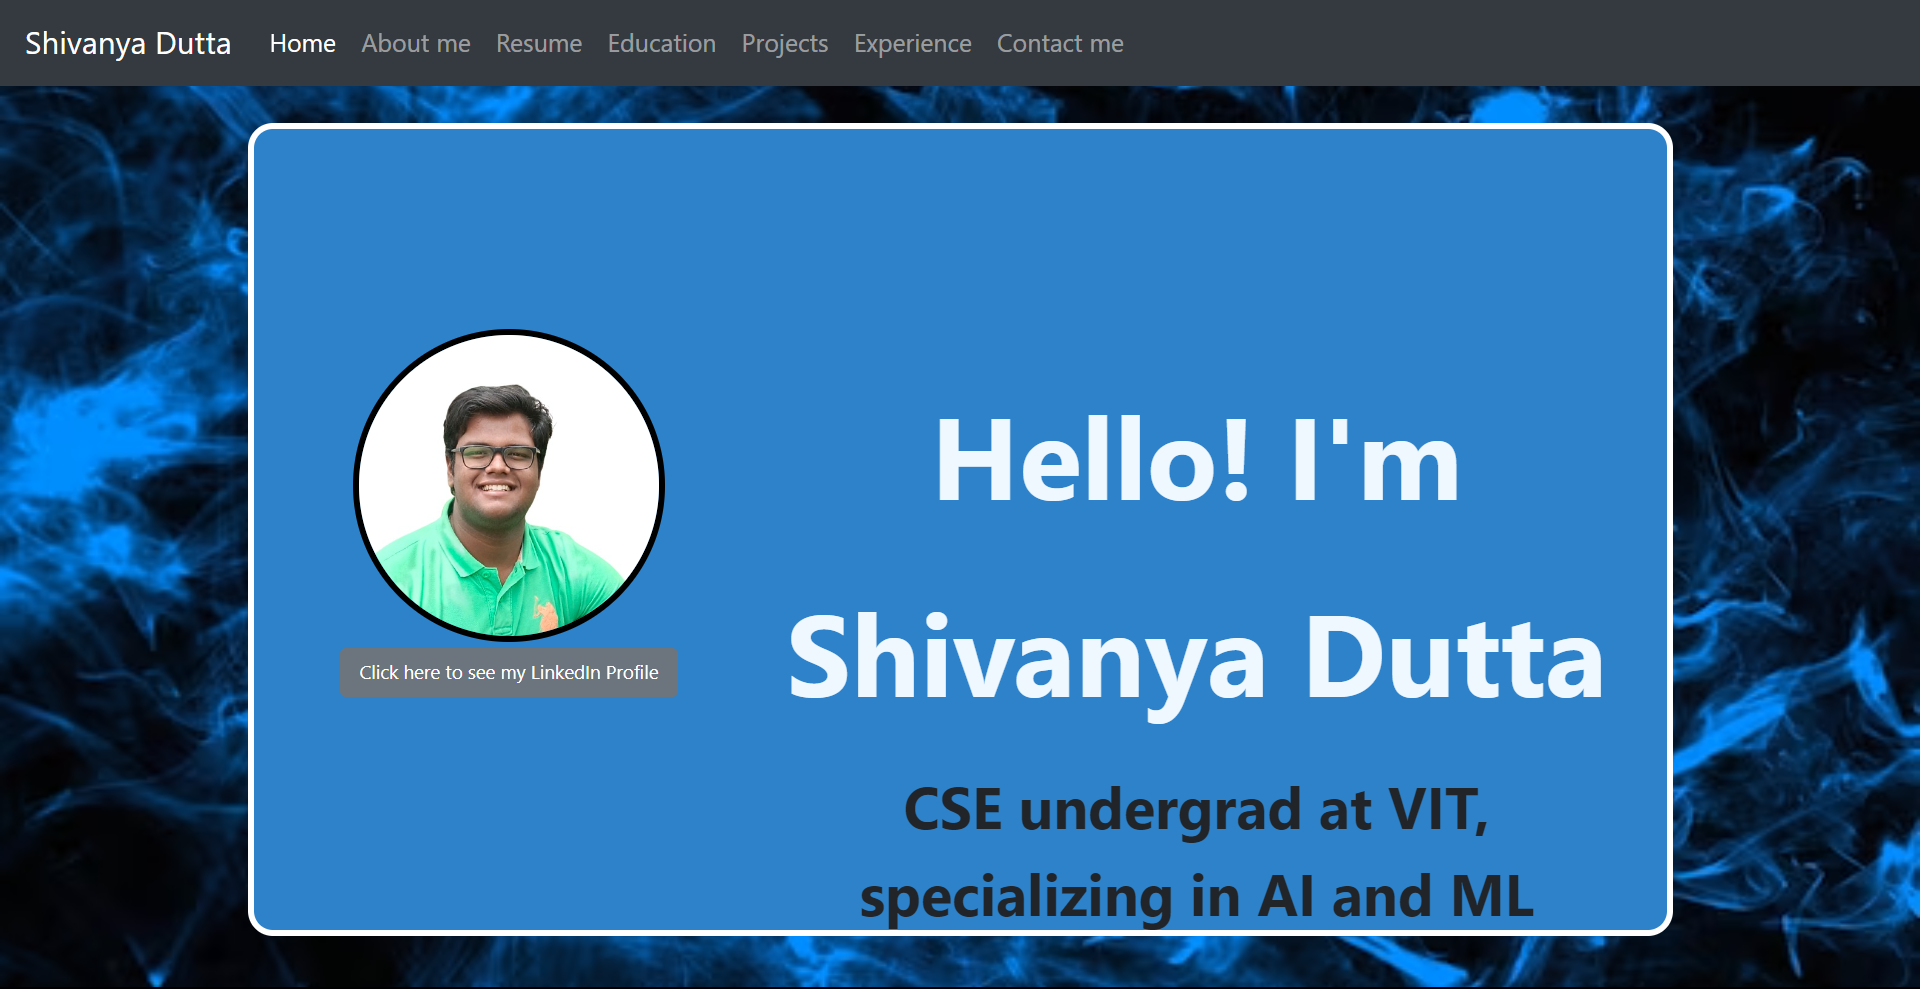 Shivanya Dutta Home About me Resume Education Projects Experience Contact me
Hello! I'm
Shivanya Dutta
Click here to see my LinkedIn Profile
CSE undergrad at VIT,
specializing in AI and ML